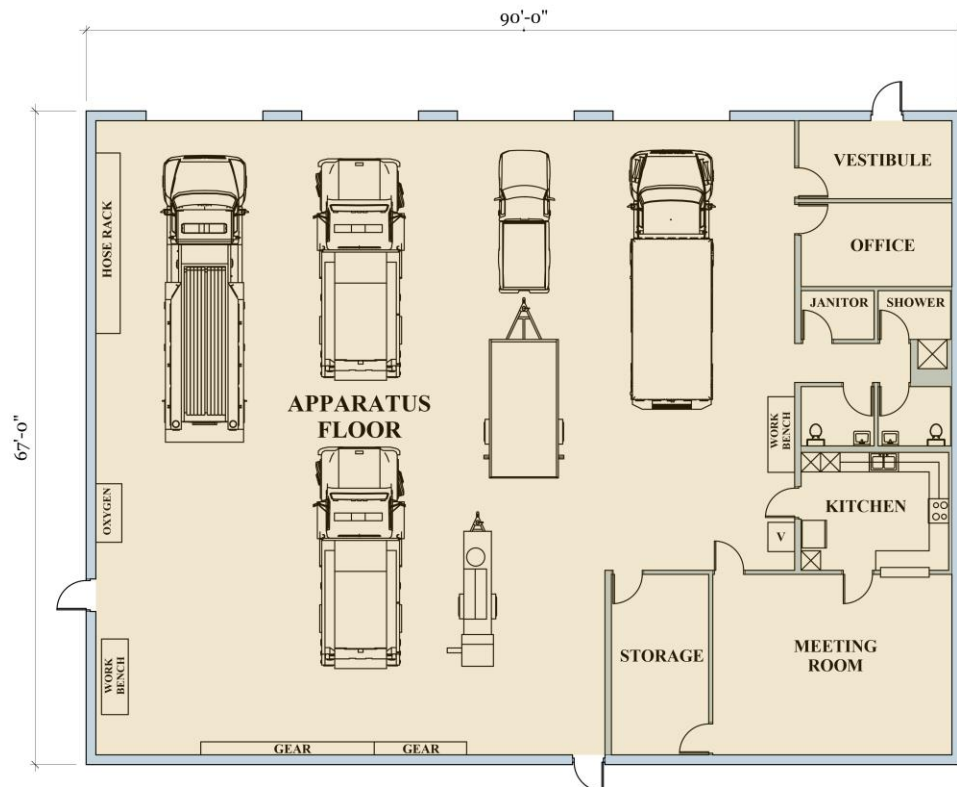 90'-0"
67'-0"
VESTIBULE
HOSE RACK
OFFICE
JANITOR
SHOWER
APPARATUS
FLOOR
WORK
BENCH
OXYGEN
KITCHEN
V
WORK
BENCH
STORAGE
MEETING
ROOM
GEAR
GEAR